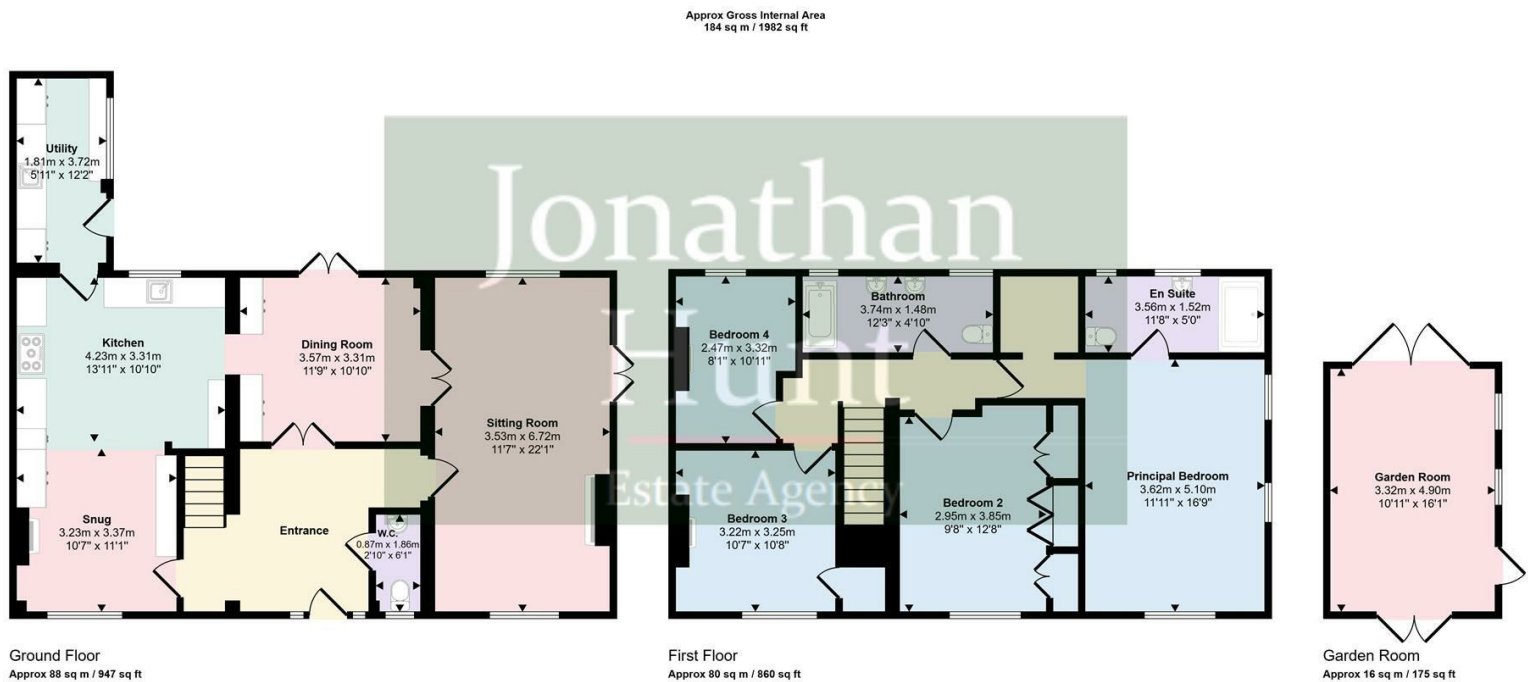 Approx Gross Internal Area
184 sq m / 1982 sq ft
Utility
1.81m x 3.72m
5'11" x 12'2"
Kitchen
4.23m x 3.31m
13'11" x 10'10"
Dining Room
3.57m x 3.31m
11'9" x 10'10"
Sitting Room
3.53m x 6.72m
11'7" x 22'1"
Snug
3.23m x 3.37m
10'7" x 11'1"
Entrance
W.C.
0.87m x 1.86m
2'10" x 6'1"
Ground Floor
Approx 88 sq m / 947 sq ft
Jonathan
Hunt
Estate Agency
Bedroom 4
2.47m x 3.32m
8'1" x 10'11"
Bathroom
3.74m x 1.48m
12'3" x 4'10"
En Suite
3.56m x 1.52m
11'8" x 5'0"
Bedroom 3
3.22m x 3.25m
10'7" x 10'8"
Bedroom 2
2.95m x 3.85m
9'8" x 12'8"
Principal Bedroom
3.62m x 5.10m
11'11" x 16'9"
First Floor
Approx 80 sq m / 860 sq ft
Garden Room
3.32m x 4.90m
10'11" x 16'1"
Garden Room
Approx 16 sq m / 175 sq ft